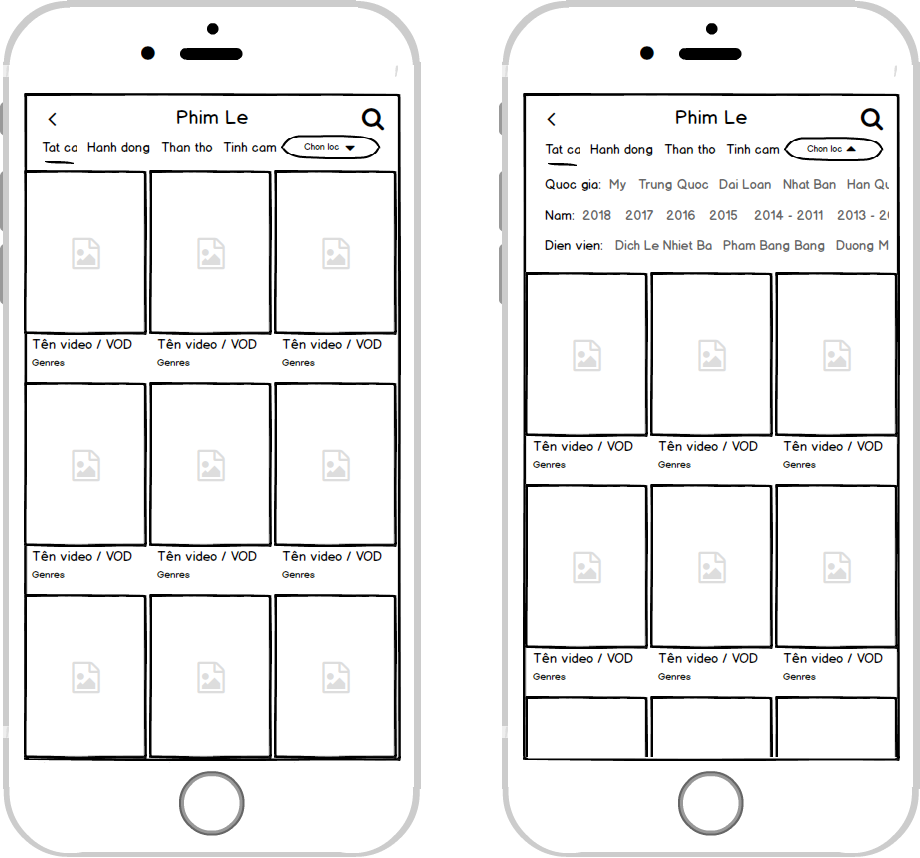 Phim Le
Tat ca Hanh dong Than tho Tinh cam Chon loc
Tên video / VOD Tên video / VOD Tên video / VOD
Genres Genres Genres
Tên video / VOD Tên video / VOD Tên video / VOD
Genres Genres Genres
Phim Le
Tat ca Hanh dong Than tho Tinh cam Chon loc
Quoc gia: My Trung Quoc Dai Loan Nhat Ban Han Qu
Nam: 2018 2017 2016 2015 2014 - 2011 2013 - 20
Dien vien: Dich Le Nhiet Ba Pham Bang Bang Duong M
Tên video / VOD Tên video / VOD Tên video / VOD
Genres Genres Genres
Tên video / VOD Tên video / VOD Tên video / VOD
Genres Genres Genres